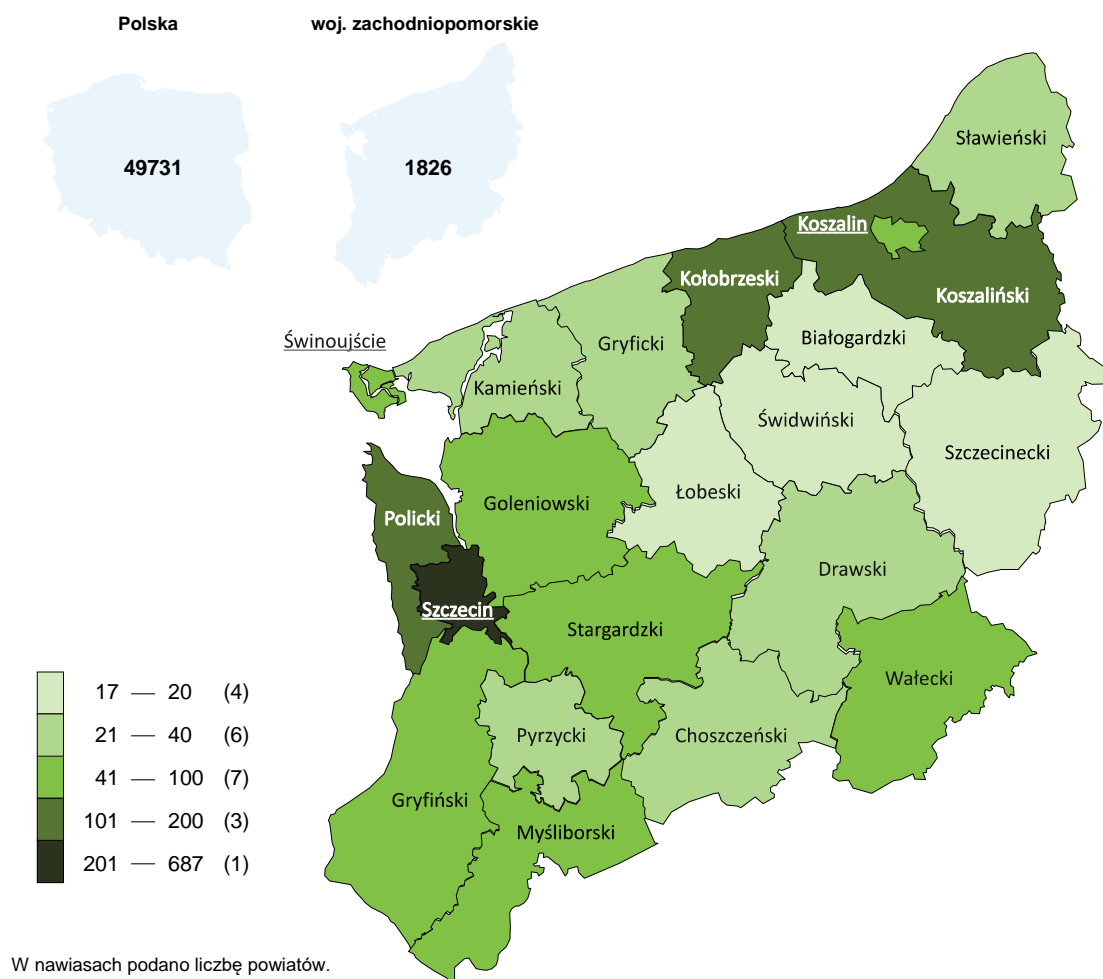 Polska
woj. zachodniopomorskie
49731
1826
Sławieński
Koszalin
Kołobrzeski
Koszaliński
Białogardzki
Świnoujście
Gryficki
Kamieński
Świdwiński
Szczecinecki
Łobeski
Goleniowski
Policki
Drawski
Szczecin
Stargardzki
Wałecki
Pyrzycki
Choszczeński
Gryfiński
Myśliborski
17 — 20 (4)
21 — 40 (6)
41 — 100 (7)
101 — 200 (3)
201 — 687 (1)
W nawiasach podano liczbę powiatów.